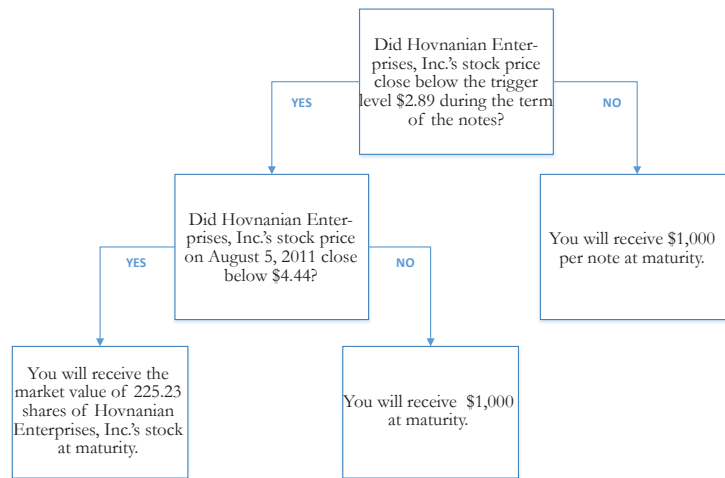 Did Hovnanian Enter-
prises, Inc.'s stock price
close below the trigger
level $2.89 during the term
of the notes?
YES
NO
Did Hovnanian Enter-
prises, Inc.'s stock price
on August 5, 2011 close
below $4.44?
You will receive $1,000
per note at maturity.
YES
NO
You will receive the
market value of 225.23
shares of Hovnanian
Enterprises, Inc.'s stock
at maturity.
You will receive $1,000
at maturity.